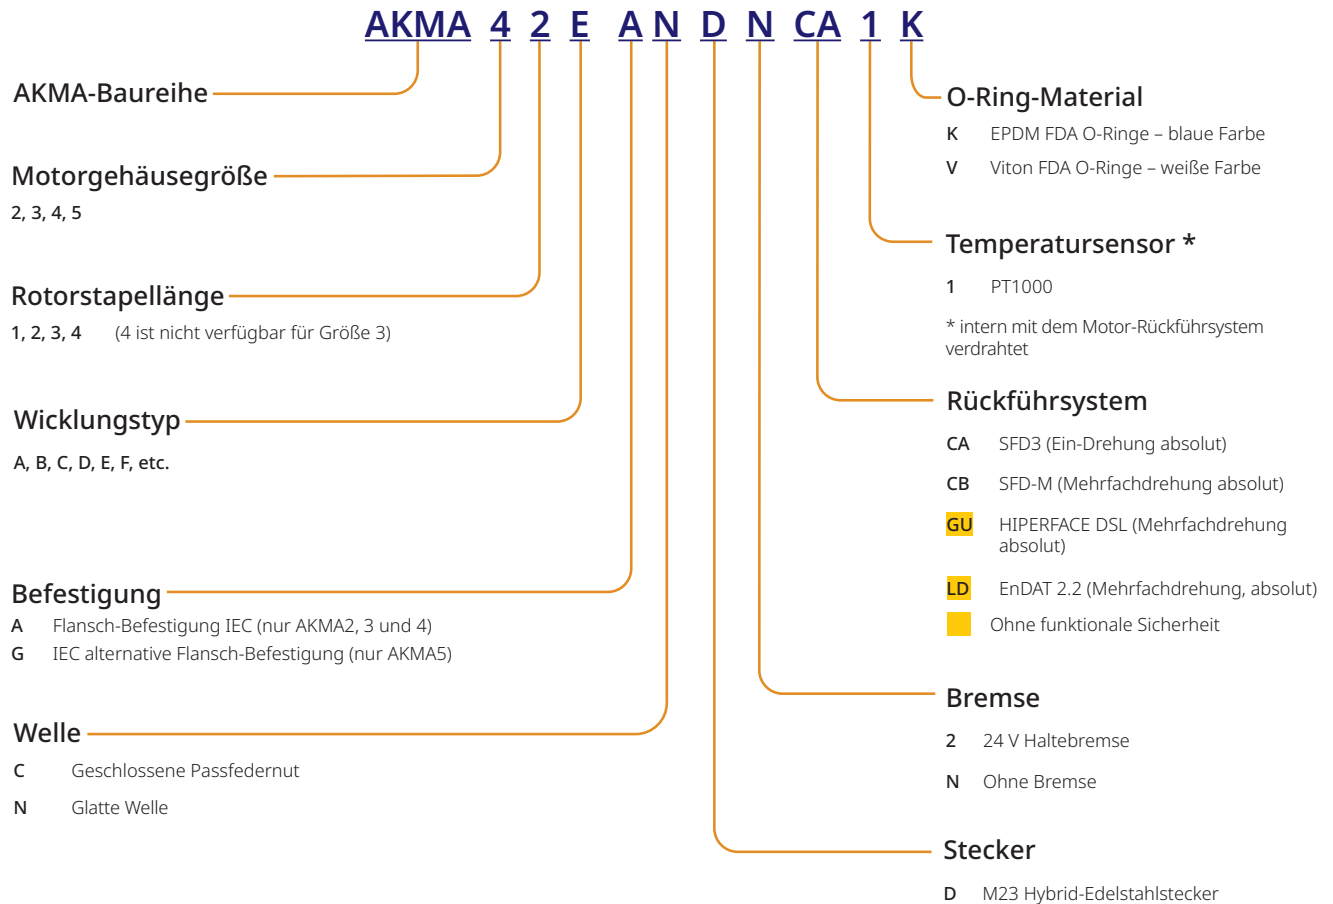 AKMA 4 2 E A N D N CA 1 K
AKMA-Baureihe
Motorgehäusegröße
2, 3, 4, 5
Rotorstapellänge
1, 2, 3, 4 (4 ist nicht verfügbar für Größe 3)
Wicklungstyp
A, B, C, D, E, F, etc.
Befestigung
A Flansch-Befestigung IEC (nur AKMA2, 3 und 4)
G IEC alternative Flansch-Befestigung (nur AKMA5)
Welle
C Geschlossene Passfedernut
N Glatte Welle
O-Ring-Material
K EPDM FDA O-Ringe – blaue Farbe
V Viton FDA O-Ringe – weiße Farbe
Temperatursensor *
1 PT1000
* intern mit dem Motor-Rückführsystem
verdrahtet
Rückführsystem
CA SFD3 (Ein-Drehung absolut)
CB SFD-M (Mehrfachdrehung absolut)
GU HIPERFACE DSL (Mehrfachdrehung
absolut)
LD EnDAT 2.2 (Mehrfachdrehung, absolut)
Ohne funktionale Sicherheit
Bremse
2 24 V Haltebremse
N Ohne Bremse
Stecker
D M23 Hybrid-Edelstahlstecker